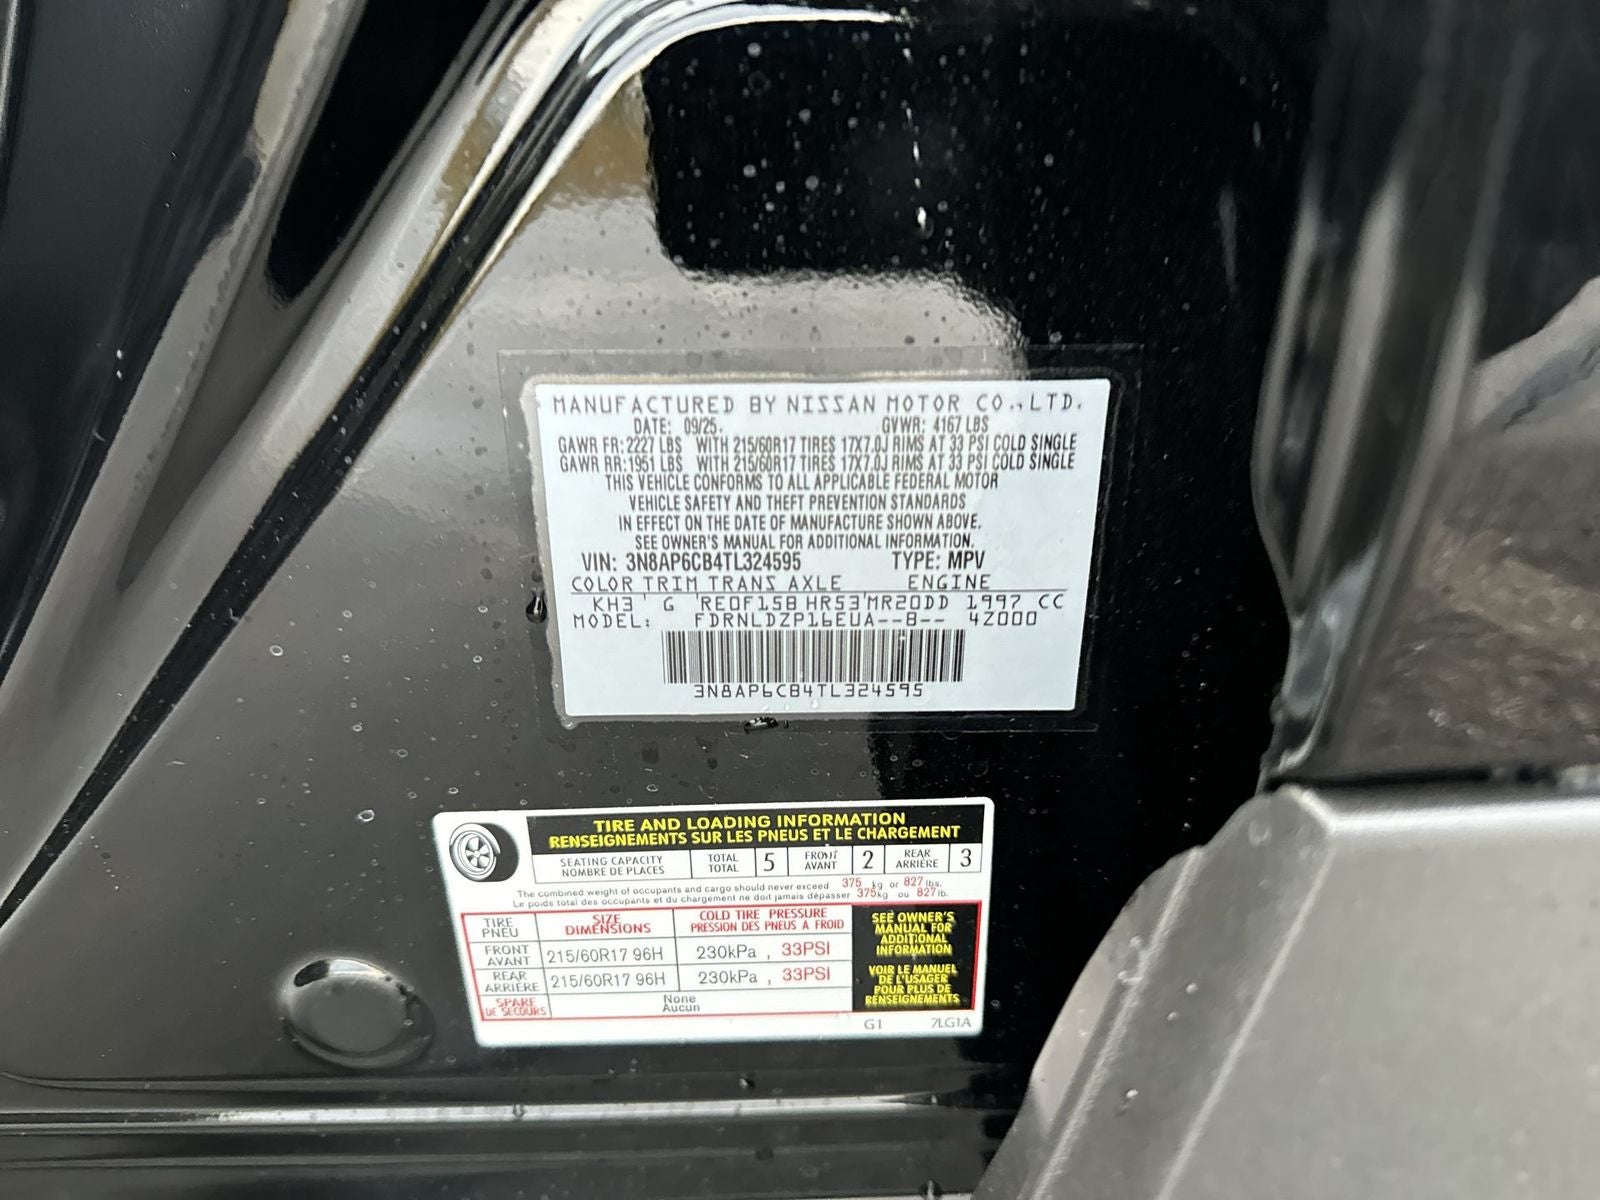 MANUFACTURED BY NISSAN MOTOR CO.,LTD.
DATE: 09/25. GVWR: 4167 LBS
GAWR FR: 2227 LBS WITH 215/60R17 TIRES 17X7.0J RIMS AT 33 PSI COLD SINGLE
GAWR RR: 1951 LBS WITH 215/60R17 TIRES 17X7.0J RIMS AT 33 PSI COLD SINGLE
THIS VEHICLE CONFORMS TO ALL APPLICABLE FEDERAL MOTOR
VEHICLE SAFETY AND THEFT PREVENTION STANDARDS
IN EFFECT ON THE DATE OF MANUFACTURE SHOWN ABOVE.
SEE OWNER'S MANUAL FOR ADDITIONAL INFORMATION.
VIN: 3N8AP6CB4TL324595 TYPE: MPV
COLOR TRIM TRANS AXLE ENGINE
KH3 G RE0F15B HR53 MR20DD 1997 CC
MODEL: FDRNLDZP16EUA--B-- 4Z000
3N8AP6CB4TL324595
TIRE AND LOADING INFORMATION
RENSEIGNEMENTS SUR LES PNEUS ET LE CHARGEMENT
SEATING CAPACITY TOTAL 5 FRONT 2 REAR 3
NOMBRE DE PLACES TOTAL AVANT ARRIÈRE
The combined weight of occupants and cargo should never exceed 375 kg or 827 lbs.
Le poids total des occupants et du chargement ne doit jamais dépasser 375kg ou 827 lb.
TIRE SIZE COLD TIRE PRESSURE
PNEU DIMENSIONS PRESSION DES PNEUS A FROID
FRONT AVANT 215/60R17 96H 230kPa , 33PSI
REAR ARRIÈRE 215/60R17 96H 230kPa , 33PSI
SPARE None
DE SECOURS Aucun
SEE OWNER'S
MANUAL FOR
ADDITIONAL
INFORMATION
VOIR LE MANUEL
DE L'USAGER
POUR PLUS DE
RENSEIGNEMENTS
G1 7LG1A